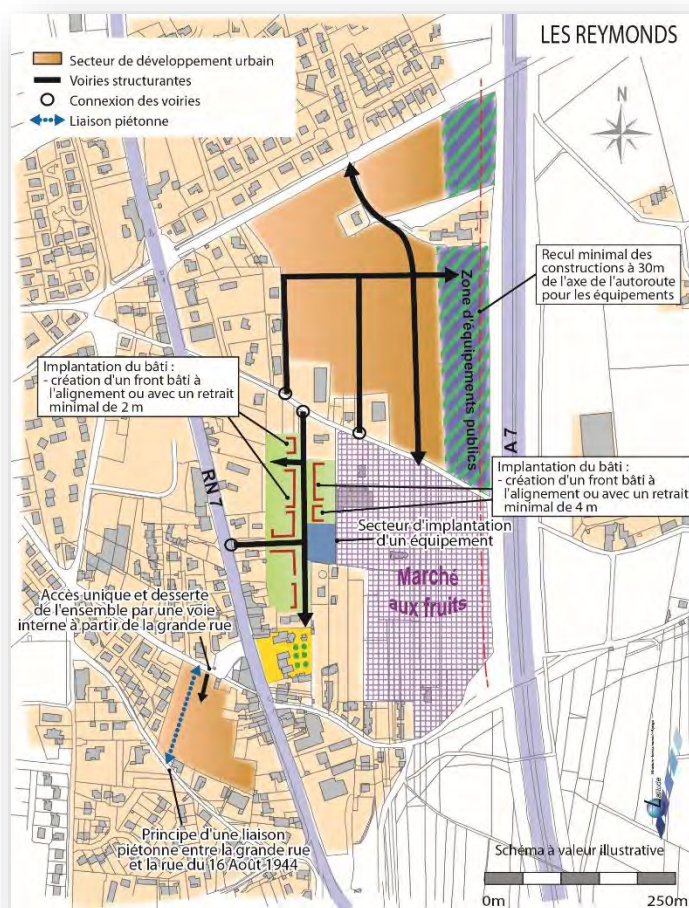 LES REYMONDS
Secteur de développement urbain
Voiries structurantes
Connexion des voiries
Liaison piétonne
N
Recul minimal des
constructions à 30m
de l'axe de l'autoroute
pour les équipements
Zone d'équipements publics
Implantation du bâti :
- création d'un front bâti à
l'alignement ou avec un retrait
minimal de 2 m
A 7
RN 7
Implantation du bâti :
- création d'un front bâti à
l'alignement ou avec un retrait
minimal de 4 m
Secteur d'implantation
d'un équipement
Marché
aux fruits
Accès unique et desserte
de l'ensemble par une voie
interne à partir de la grande rue
Principe d'une liaison
piétonne entre la grande rue
et la rue du 16 Août 1944
Schéma à valeur illustrative
0m
250m